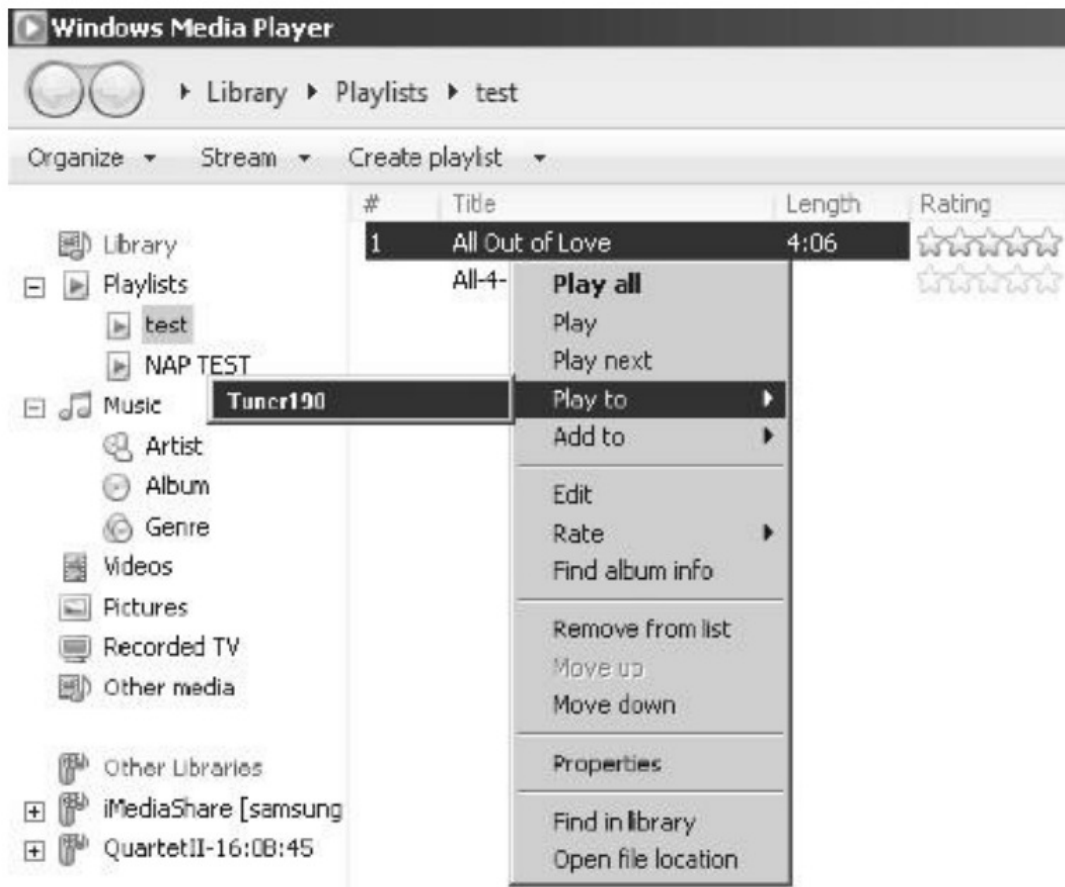 Windows Media Player
Library Playlists test
Organize Stream Create playlist
# Title Length Rating
1 All Out of Love 4:06
All-4-
Library
Playlists
test
NAP TEST
Music
Artist
Album
Genre
Videos
Pictures
Recorded TV
Other media
Other Libraries
iMediaShare [samsung
QuartetII-16:0B:45
Tuner190
Play all
Play
Play next
Play to
Add to
Edit
Rate
Find album info
Remove from list
Move up
Move down
Properties
Find in library
Open file location